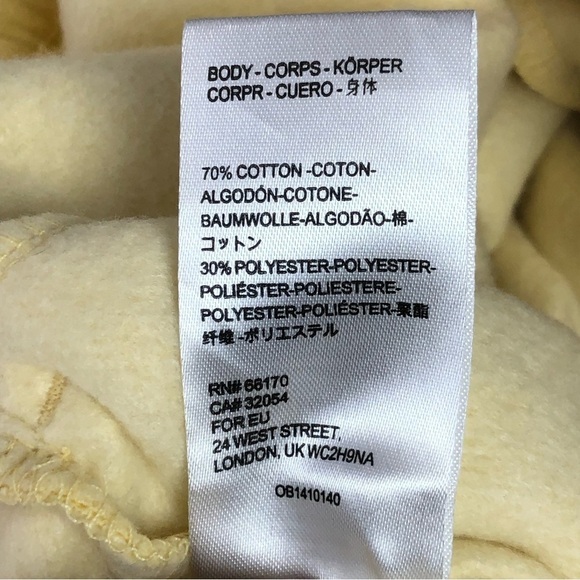 BODY - CORPS - KÖRPER
CORPR - CUERO - 身体
70% COTTON -COTON-
ALGODÓN-COTONE-
BAUMWOLLE-ALGODÃO-棉-
コットン
30% POLYESTER-POLYESTER-
POLIÉSTER-POLIESTERE-
POLYESTER-POLIÉSTER-聚酯
纤维 -ポリエステル
RN# 66170
CA# 32054
FOR EU
24 WEST STREET,
LONDON, UK WC2H9NA
OB1410140